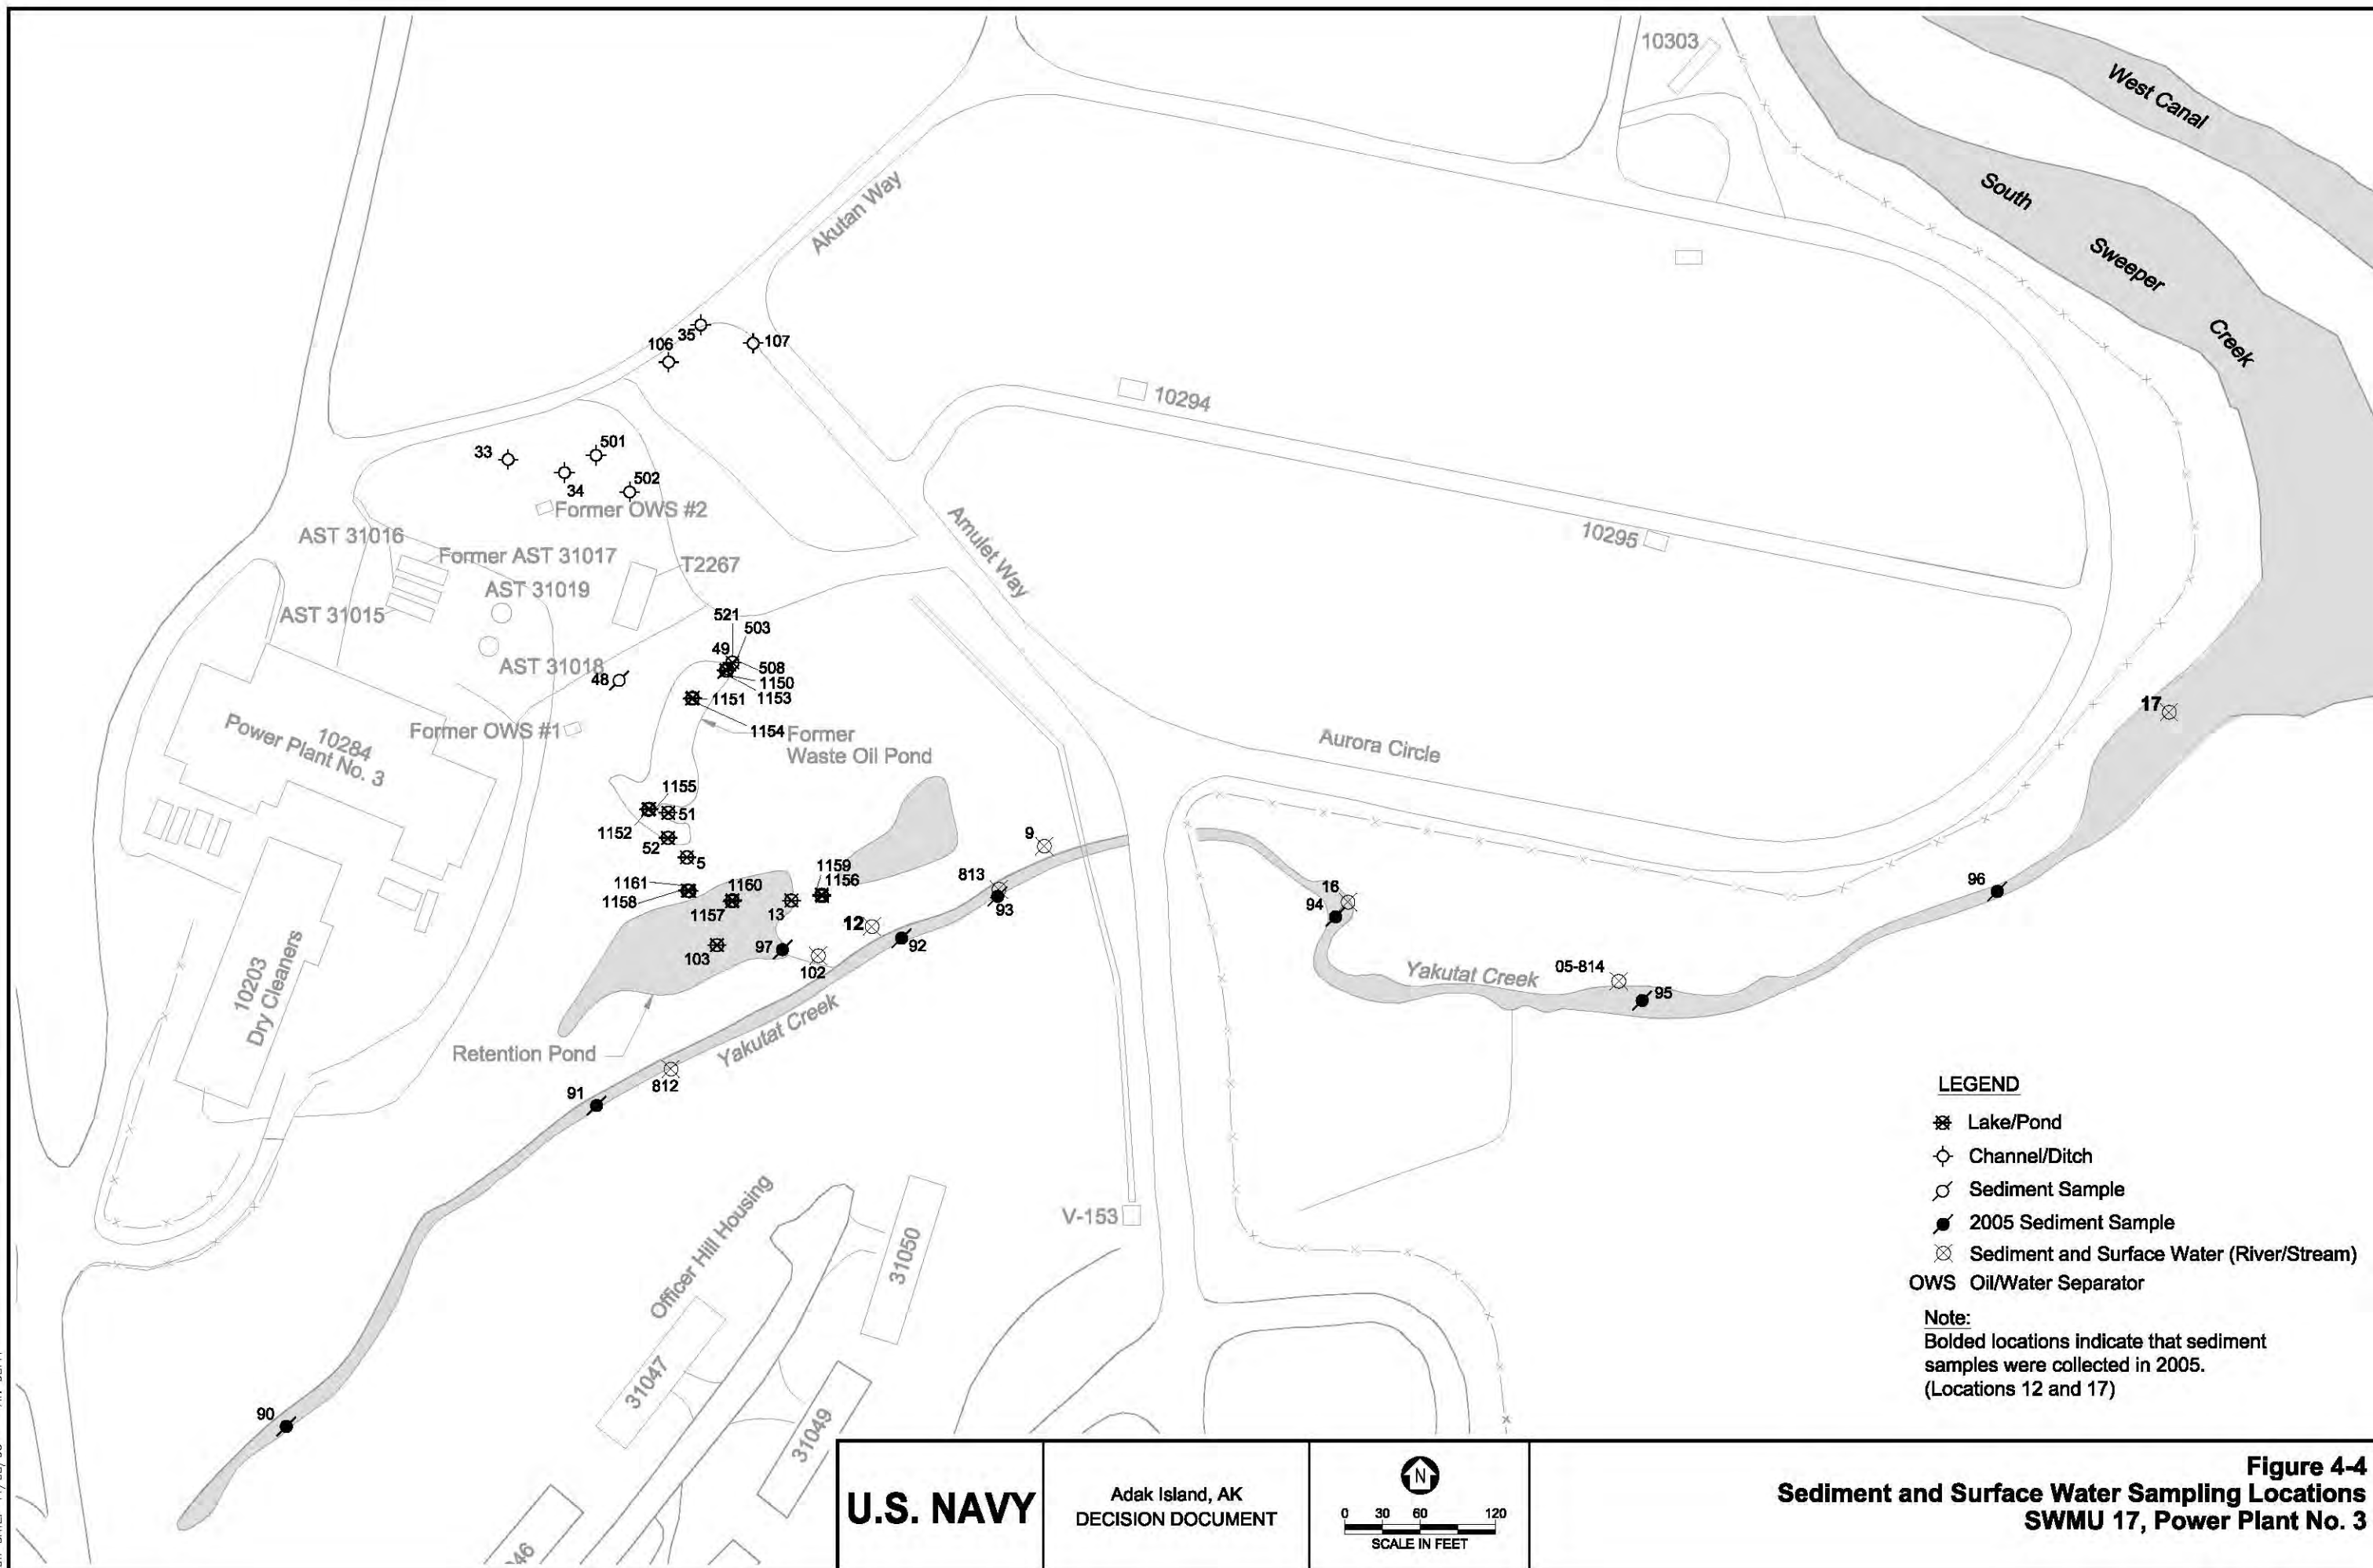 10303
West Canal
South
Sweeper
Creek
Akutan Way
35
106
107
10294
33
501
34
502
Former OWS #2
Amulet Way
10295
AST 31016
Former AST 31017
T2267
AST 31019
AST 31015
521
503
49
508
AST 31018
48
1150
1151
1153
1154
Former
Waste Oil Pond
Former OWS #1
10284
Power Plant No. 3
17
Aurora Circle
1155
51
1152
52
5
9
1159
1156
813
1161
1158
1160
1157
13
93
16
94
96
12
92
97
103
102
Yakutat Creek
05-814
95
10203
Dry Cleaners
Retention Pond
Yakutat Creek
812
91
Officer Hill Housing
V-153
31050
31047
31049
90
LEGEND
Lake/Pond
Channel/Ditch
Sediment Sample
2005 Sediment Sample
Sediment and Surface Water (River/Stream)
OWS Oil/Water Separator
Note:
Bolded locations indicate that sediment
samples were collected in 2005.
(Locations 12 and 17)
U.S. NAVY
Adak Island, AK
DECISION DOCUMENT
N
0 30 60 120
SCALE IN FEET
Figure 4-4
Sediment and Surface Water Sampling Locations
SWMU 17, Power Plant No. 3